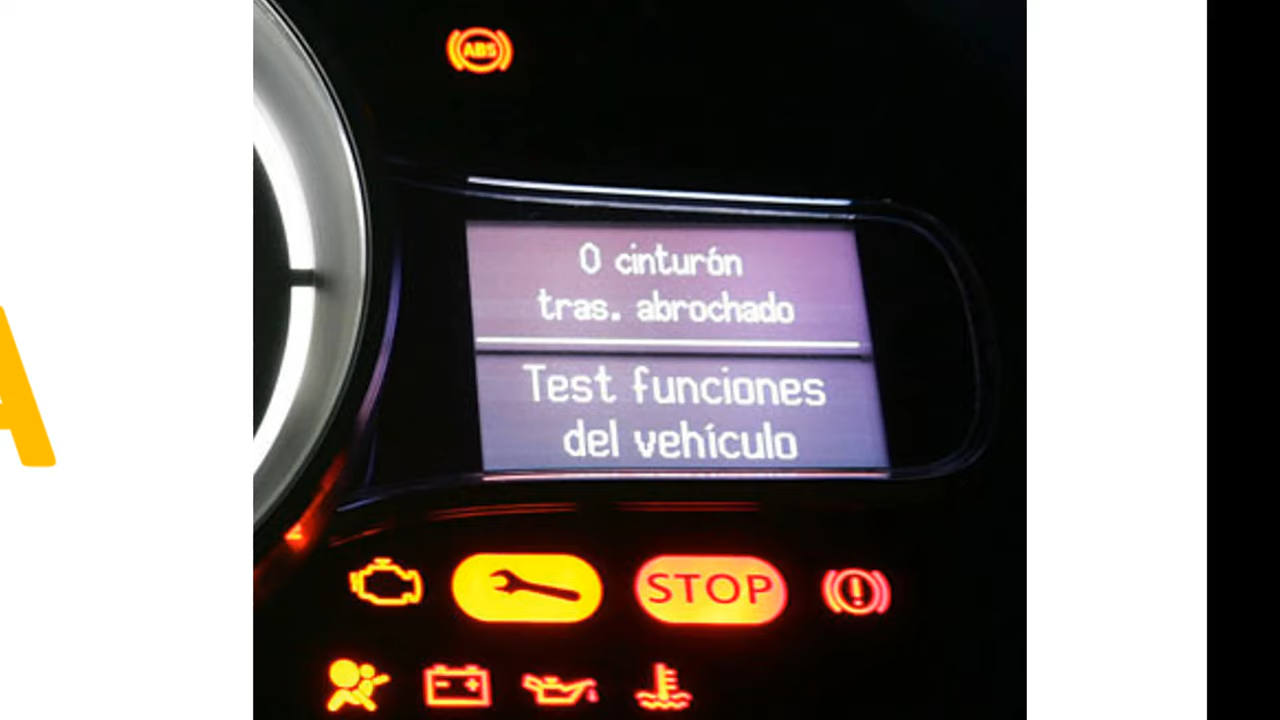 A
ABS
0 cinturón
tras. abrochado
Test funciones
del vehículo
STOP